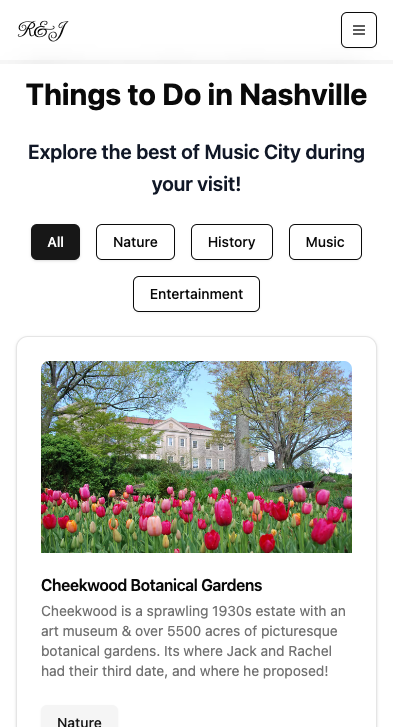 R&J
Things to Do in Nashville
Explore the best of Music City during
your visit!
All Nature History Music
Entertainment
Cheekwood Botanical Gardens
Cheekwood is a sprawling 1930s estate with an
art museum & over 5500 acres of picturesque
botanical gardens. Its where Jack and Rachel
had their third date, and where he proposed!
Nature